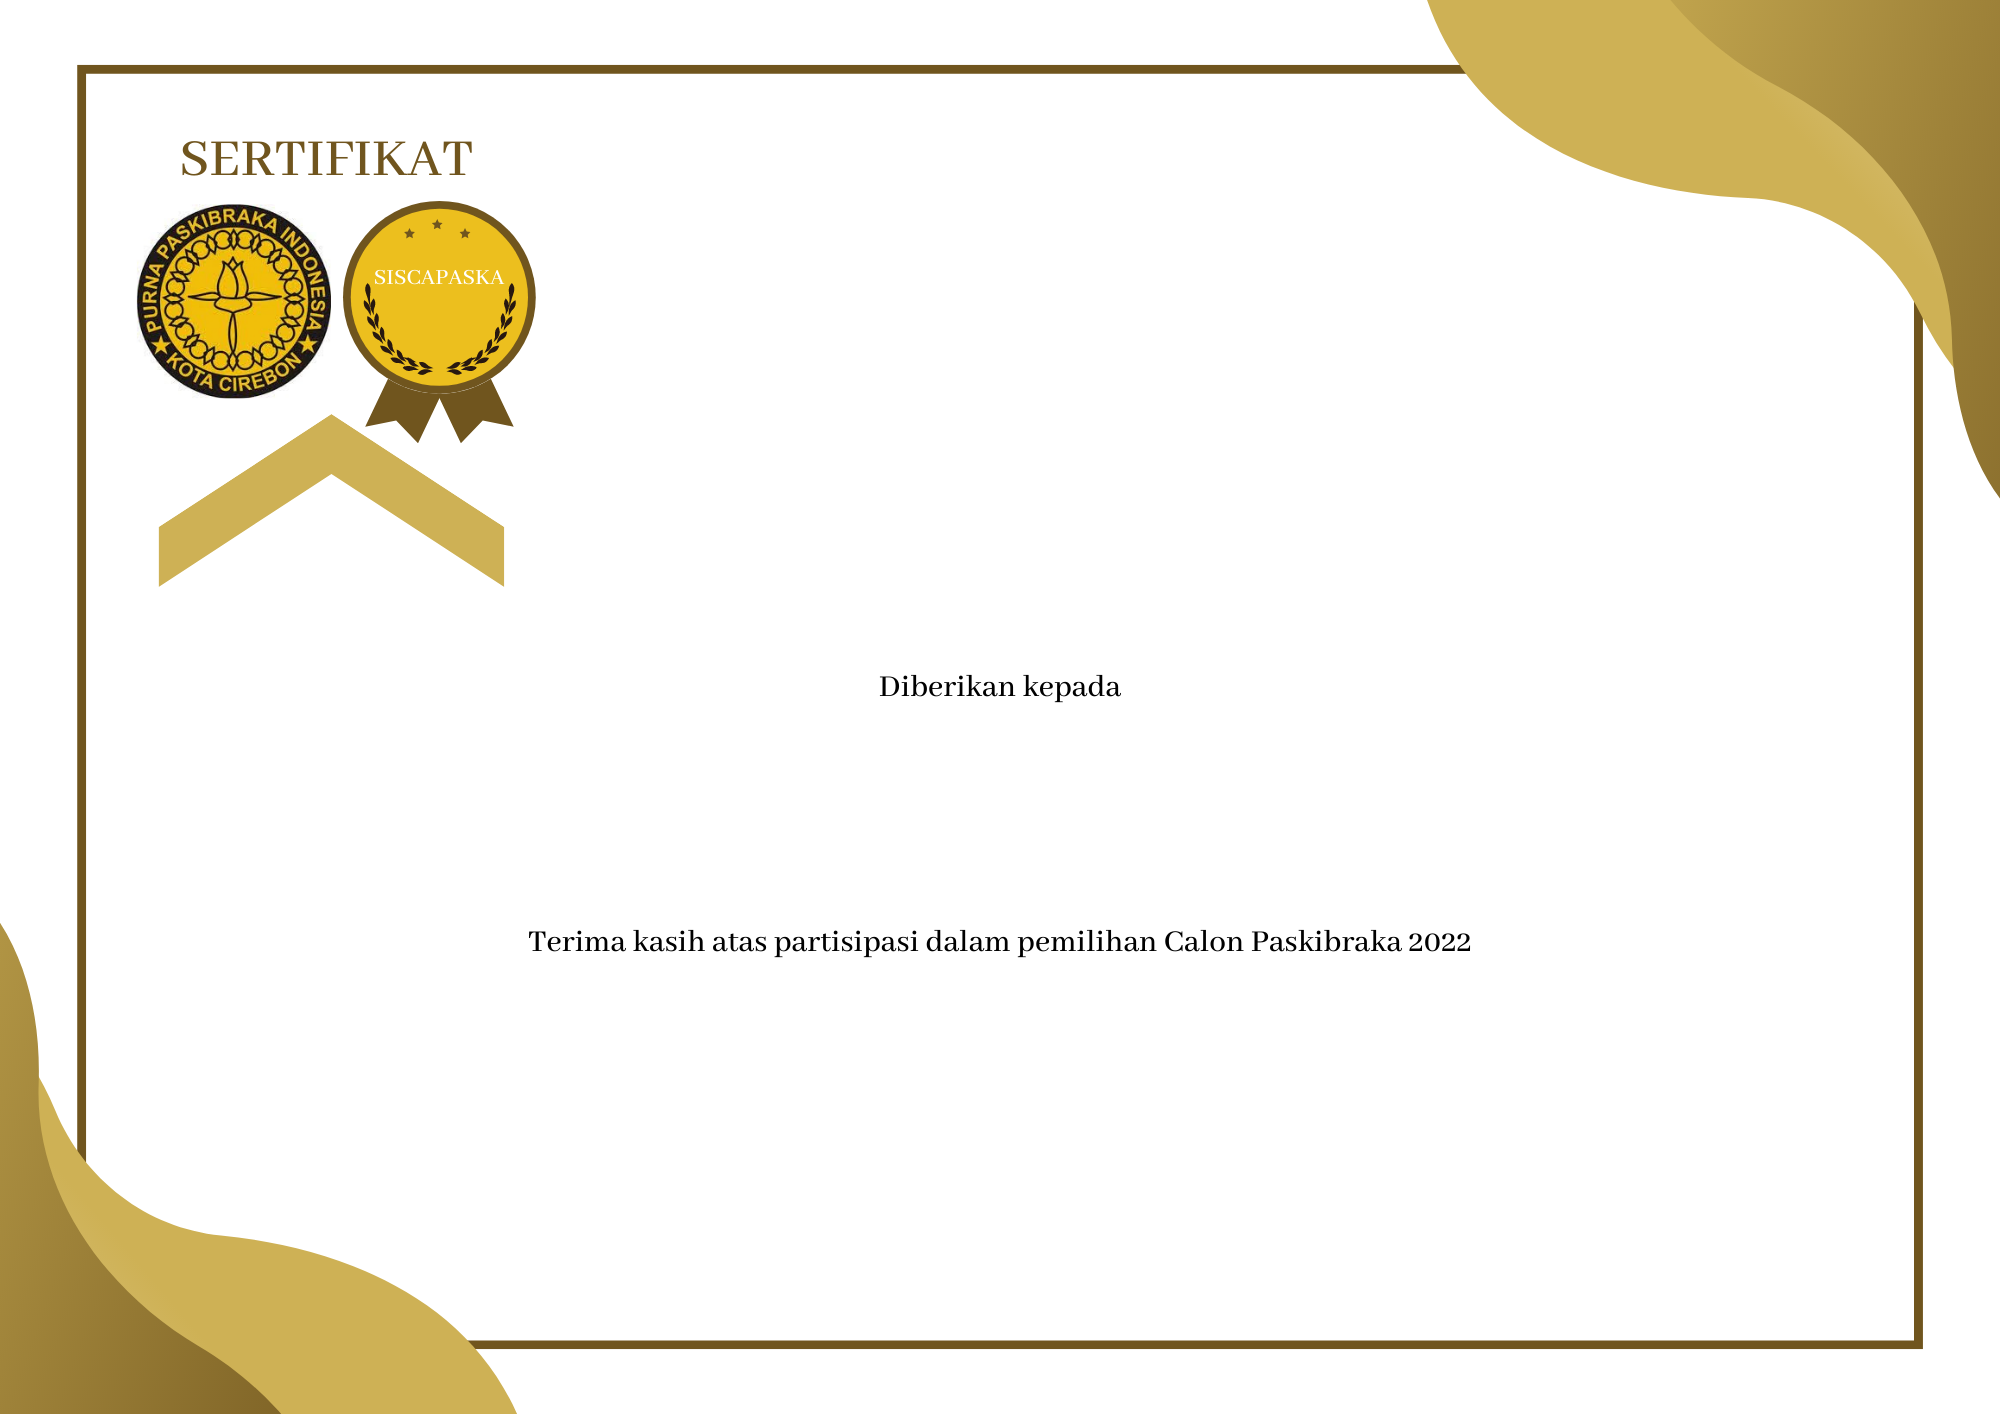 SERTIFIKAT
PURNA PASKIBRAKA INDONESIA
KOTA CIREBON
SISCAPASKA
Diberikan kepada
Terima kasih atas partisipasi dalam pemilihan Calon Paskibraka 2022